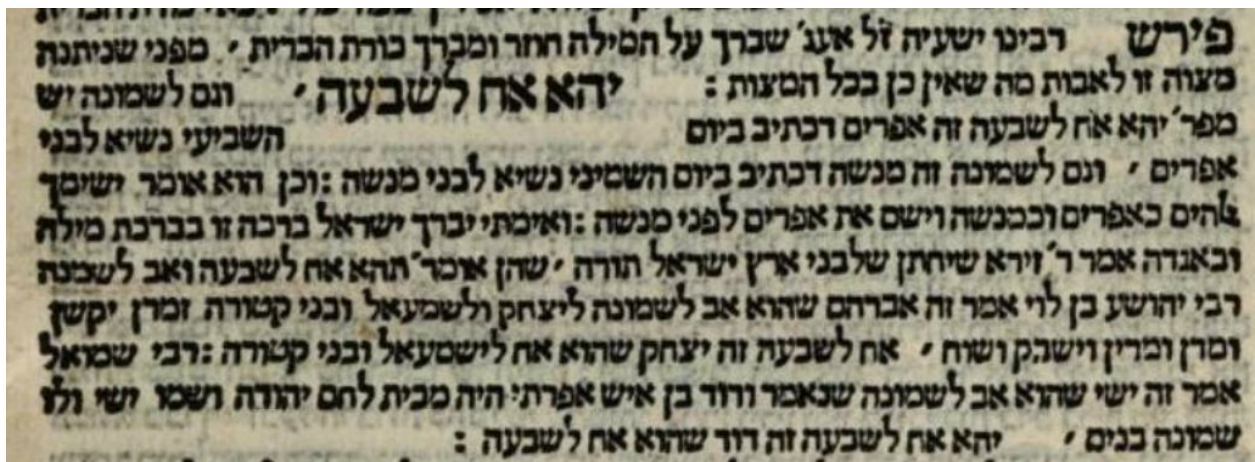 פירש רבינו ישעיה ז'ל אעג' שברך על המילה חחר ומברך כורת הברית ׳ מפני שניתנה
מצוה זו לאבות מה שאין כן בכל המצות : יהא אח לשבעה ׳ וגם לשמונה יש
מפר׳ יהא אח לשבעה זה אפרים דכתיב ביום השביעי נשיא לבני
אפרים ׳ וגם לשמונה זה מנשה דכתיב ביום השמיני נשיא לבני מנשה : וכן הוא אומר ישימך
ﭏהים כאפרים וכמנשה וישם את אפרים לפני מנשה : ואימתי יברך ישראל ברכה זו בברכת מילה
ובאגדה אמר ר׳ זירא שיחתן שלבני ארץ ישראל תורה ׳ שהן אומר׳ תהא אח לשבעה ואב לשמנה
רבי יהושע בן לוי אמר זה אברהם שהוא אב לשמונה ליצחק ולשמעאל ובני קטורה זמרן יקשן
ומדן ומדין וישבק ושוח ׳ אח לשבעה זה יצחק שהוא אח לישמעאל ובני קטורה : רבי שמואל
אמר זה ישי שהוא אב לשמונה שנאמר ודוד בן איש אפרתי היה מבית לחם יהודה ושמו ישי ולו
שמונה בנים ׳ יהא אח לשבעה זה דוד שהוא אח לשבעה :